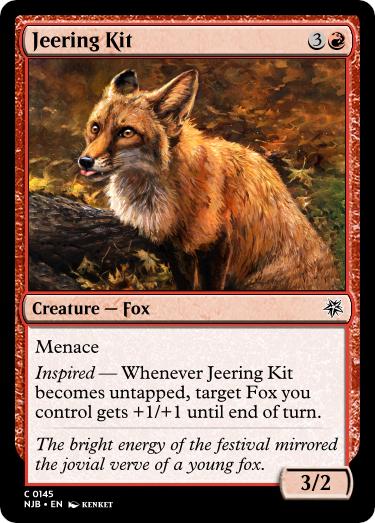 Jeering Kit 3
Menace
Creature — Fox
Inspired — Whenever Jeering Kit
becomes untapped, target Fox you
control gets +1/+1 until end of turn.
The bright energy of the festival mirrored
the jovial verve of a young fox.
3/2
C 0145
NJB • EN KENKET